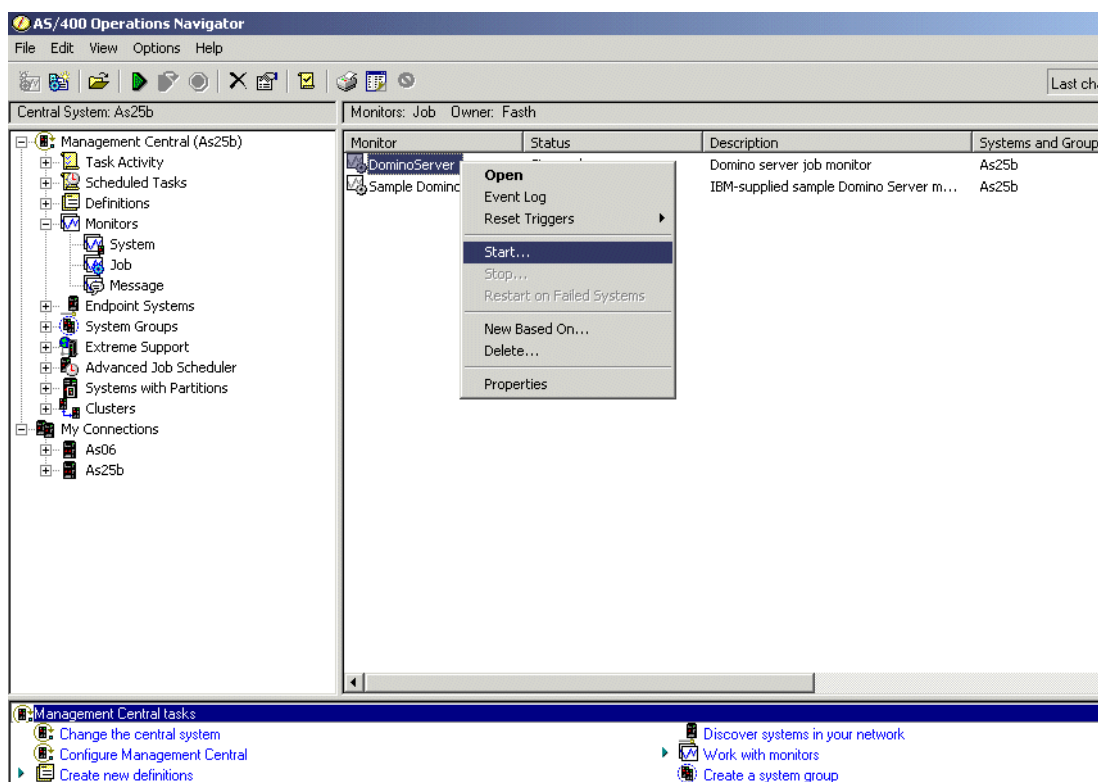 AS/400 Operations Navigator
File Edit View Options Help
Last cha
Central System: As25b
Monitors: Job Owner: Fasth
Management Central (As25b)
Task Activity
Scheduled Tasks
Definitions
Monitors
System
Job
Message
Endpoint Systems
System Groups
Extreme Support
Advanced Job Scheduler
Systems with Partitions
Clusters
My Connections
As06
As25b
Monitor Status Description Systems and Group
DominoServer Domino server job monitor As25b
Sample Domino IBM-supplied sample Domino Server m... As25b
Open
Event Log
Reset Triggers
Start...
Stop...
Restart on Failed Systems
New Based On...
Delete...
Properties
Management Central tasks
Change the central system
Configure Management Central
Create new definitions
Discover systems in your network
Work with monitors
Create a system group